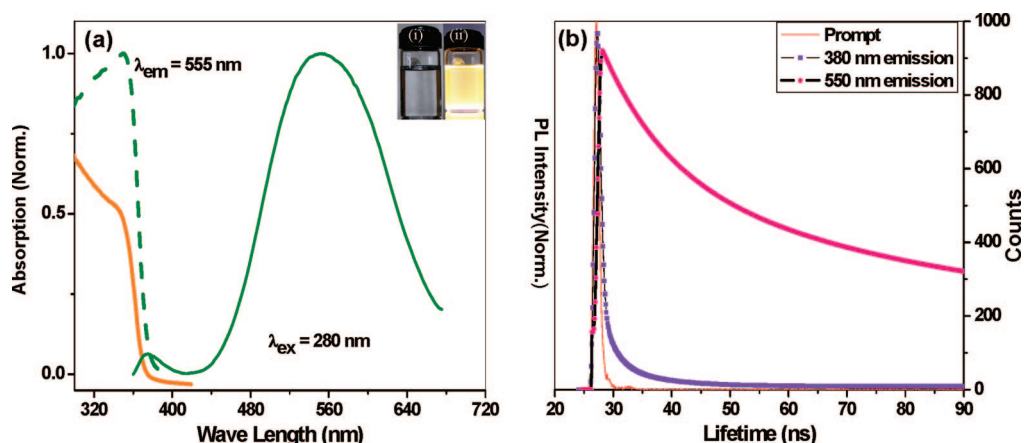 (a)
λem = 555 nm
λex = 280 nm
(i)
(ii)
1.0
0.5
0.0
Absorption (Norm.)
320
400
480
560
640
720
Wave Length (nm)
PL Intensity(Norm.)
(b)
Prompt
380 nm emission
550 nm emission
1000
800
600
400
200
0
Counts
20
30
40
50
60
70
80
90
Lifetime (ns)